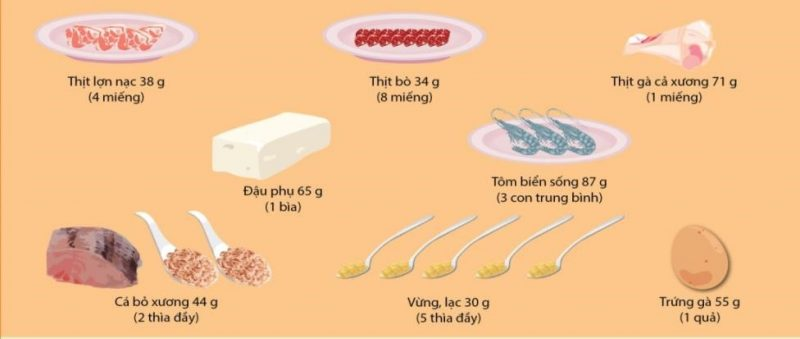 Thịt lợn nạc 38 g
(4 miếng)
Thịt bò 34 g
(8 miếng)
Thịt gà cả xương 71 g
(1 miếng)
Đậu phụ 65 g
(1 bìa)
Tôm biển sống 87 g
(3 con trung bình)
Cá bỏ xương 44 g
(2 thìa đầy)
Vừng, lạc 30 g
(5 thìa đầy)
Trứng gà 55 g
(1 quả)